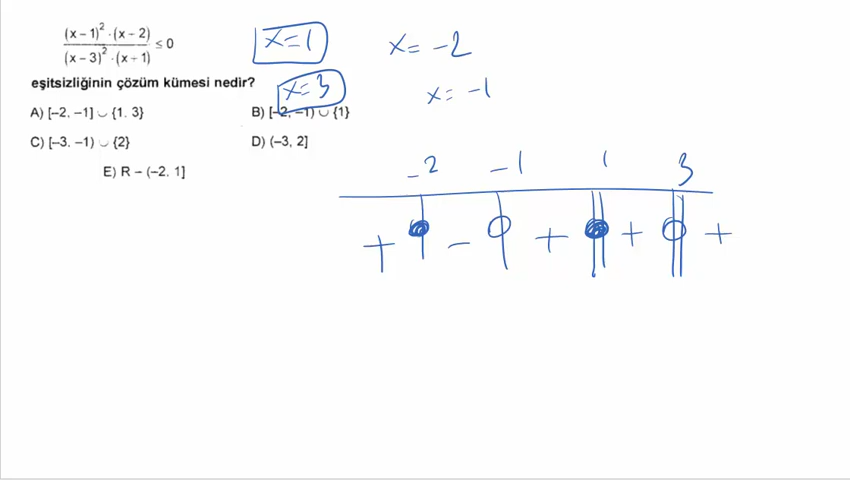 (x – 1)² · (x – 2)
(x – 3)² · (x + 1)
≤ 0
x=1
x= -2
eşitsizliğinin çözüm kümesi nedir?
x=3
x= -1
A) [–2, –1] ∪ {1, 3}
B) [–2, –1) ∪ {1}
C) [–3, –1) ∪ {2}
D) (–3, 2]
E) R – (–2, 1]
-2 -1 1 3
+ - + + +